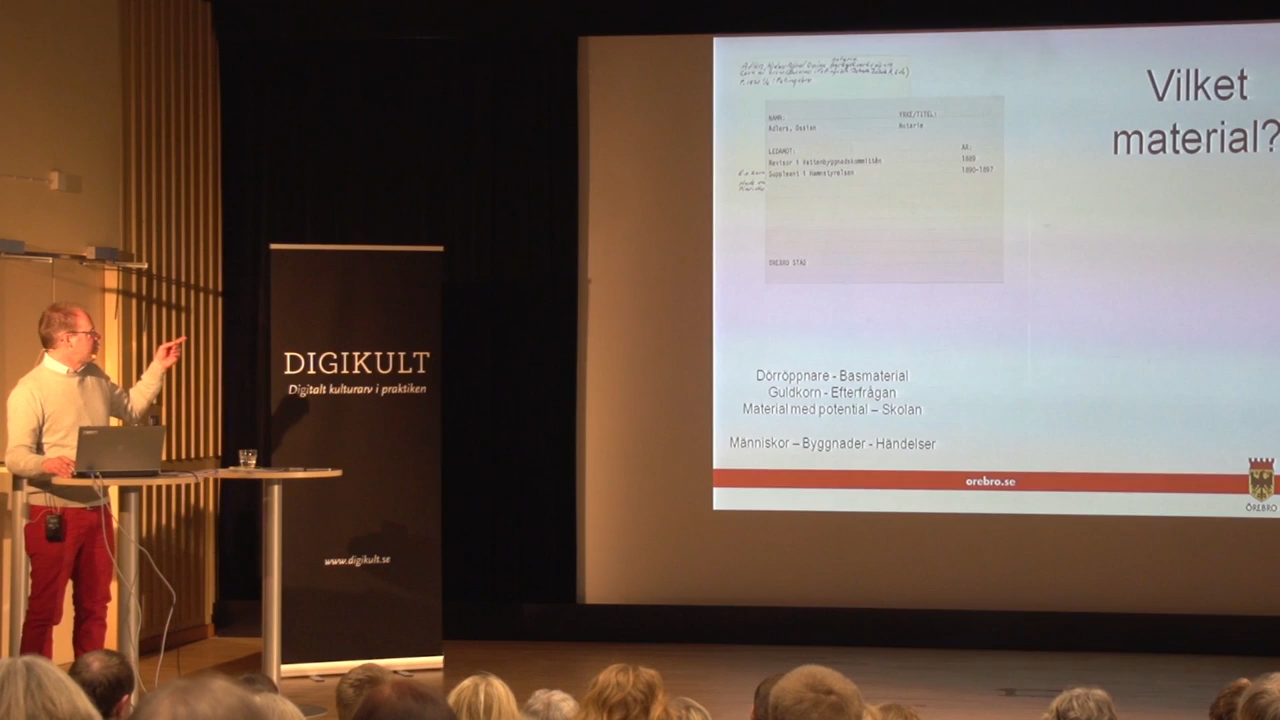 DIGIKULT
Digitalt kulturarv i praktiken
www.digikult.se
Vilket
material?
NAMN: YRKE/TITEL:
Adlers, Ossian Notarie
LEDAMOT: ÅR:
Revisor i Vattenbyggnadskommittén 1889
Suppleant i Hamnstyrelsen 1890-1897
ÖREBRO STAD
Dörröppnare - Basmaterial
Guldkorn - Efterfrågan
Material med potential – Skolan
Människor – Byggnader - Händelser
orebro.se
ÖREBRO